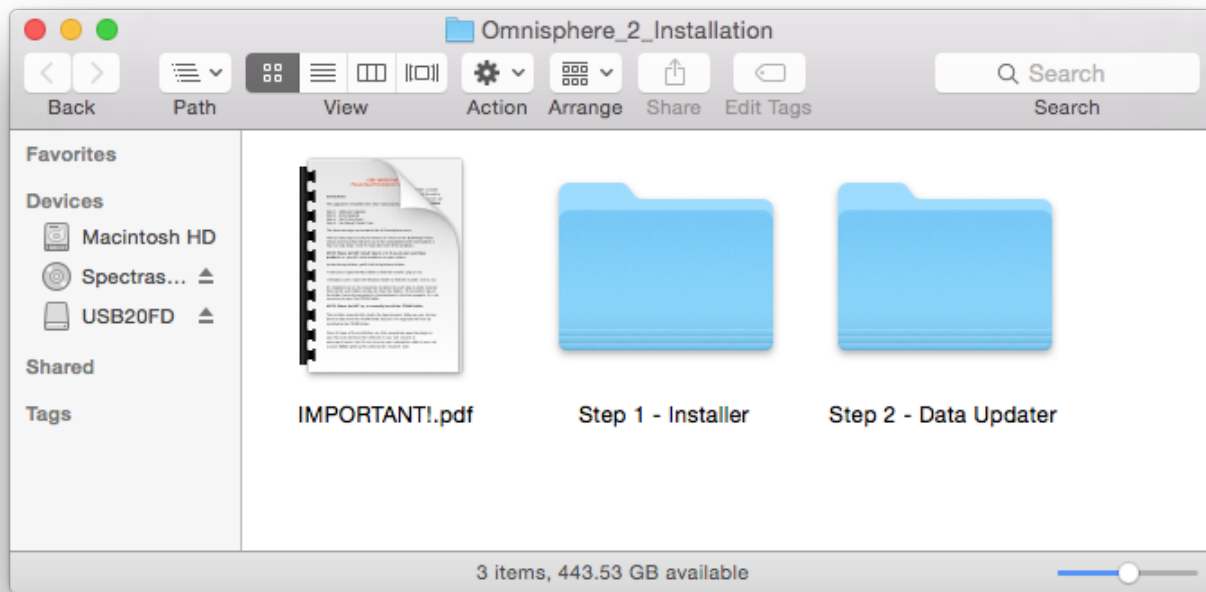 Omnisphere_2_Installation
Back Path View Action Arrange Share Edit Tags Search
Search
Favorites
Devices
Macintosh HD
Spectras...
USB20FD
Shared
Tags
IMPORTANT!.pdf
Step 1 - Installer
Step 2 - Data Updater
3 items, 443.53 GB available